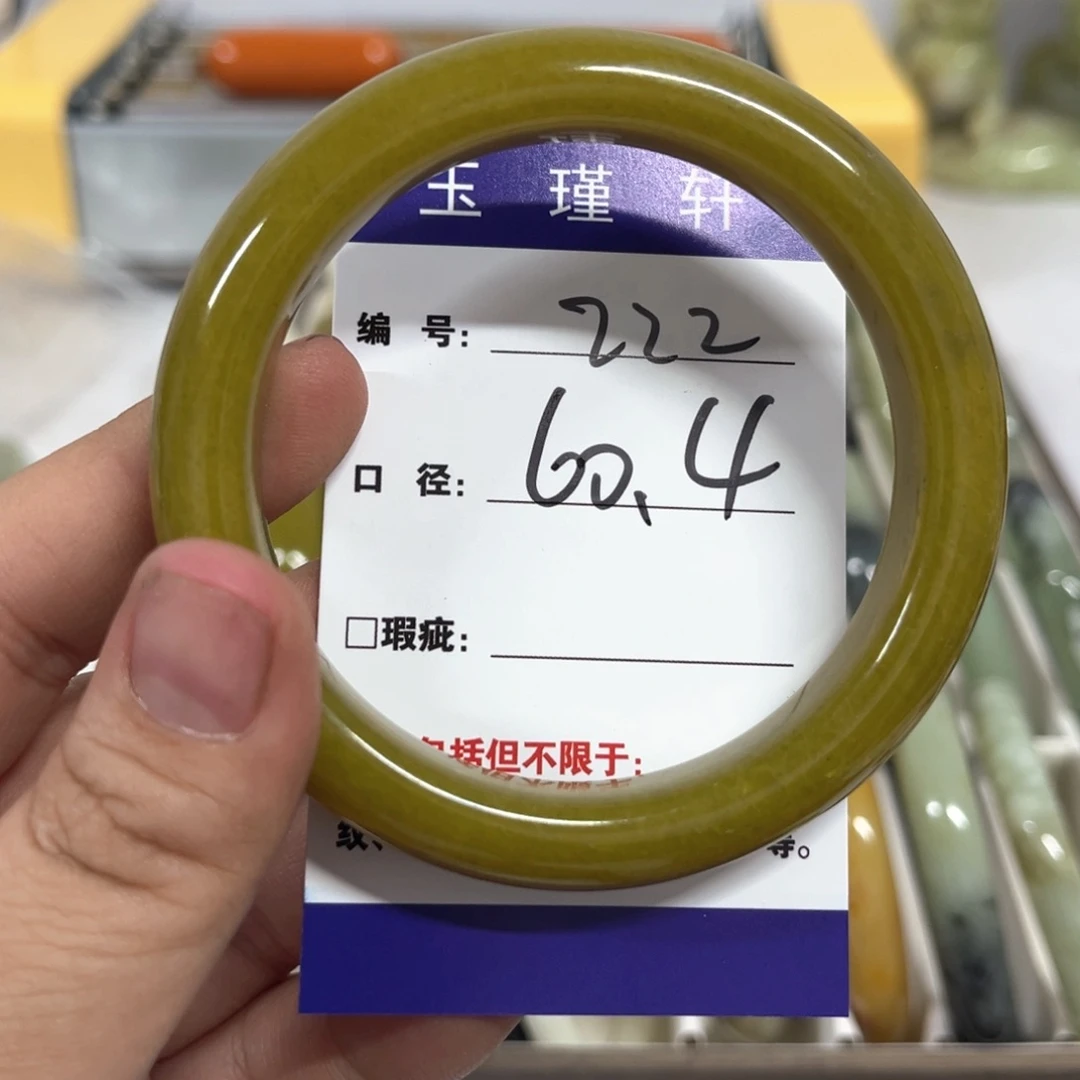 玉瑾轩
编 号: 222
口 径: 60.4
□瑕疵:
包括但不限于:
纹、 等。